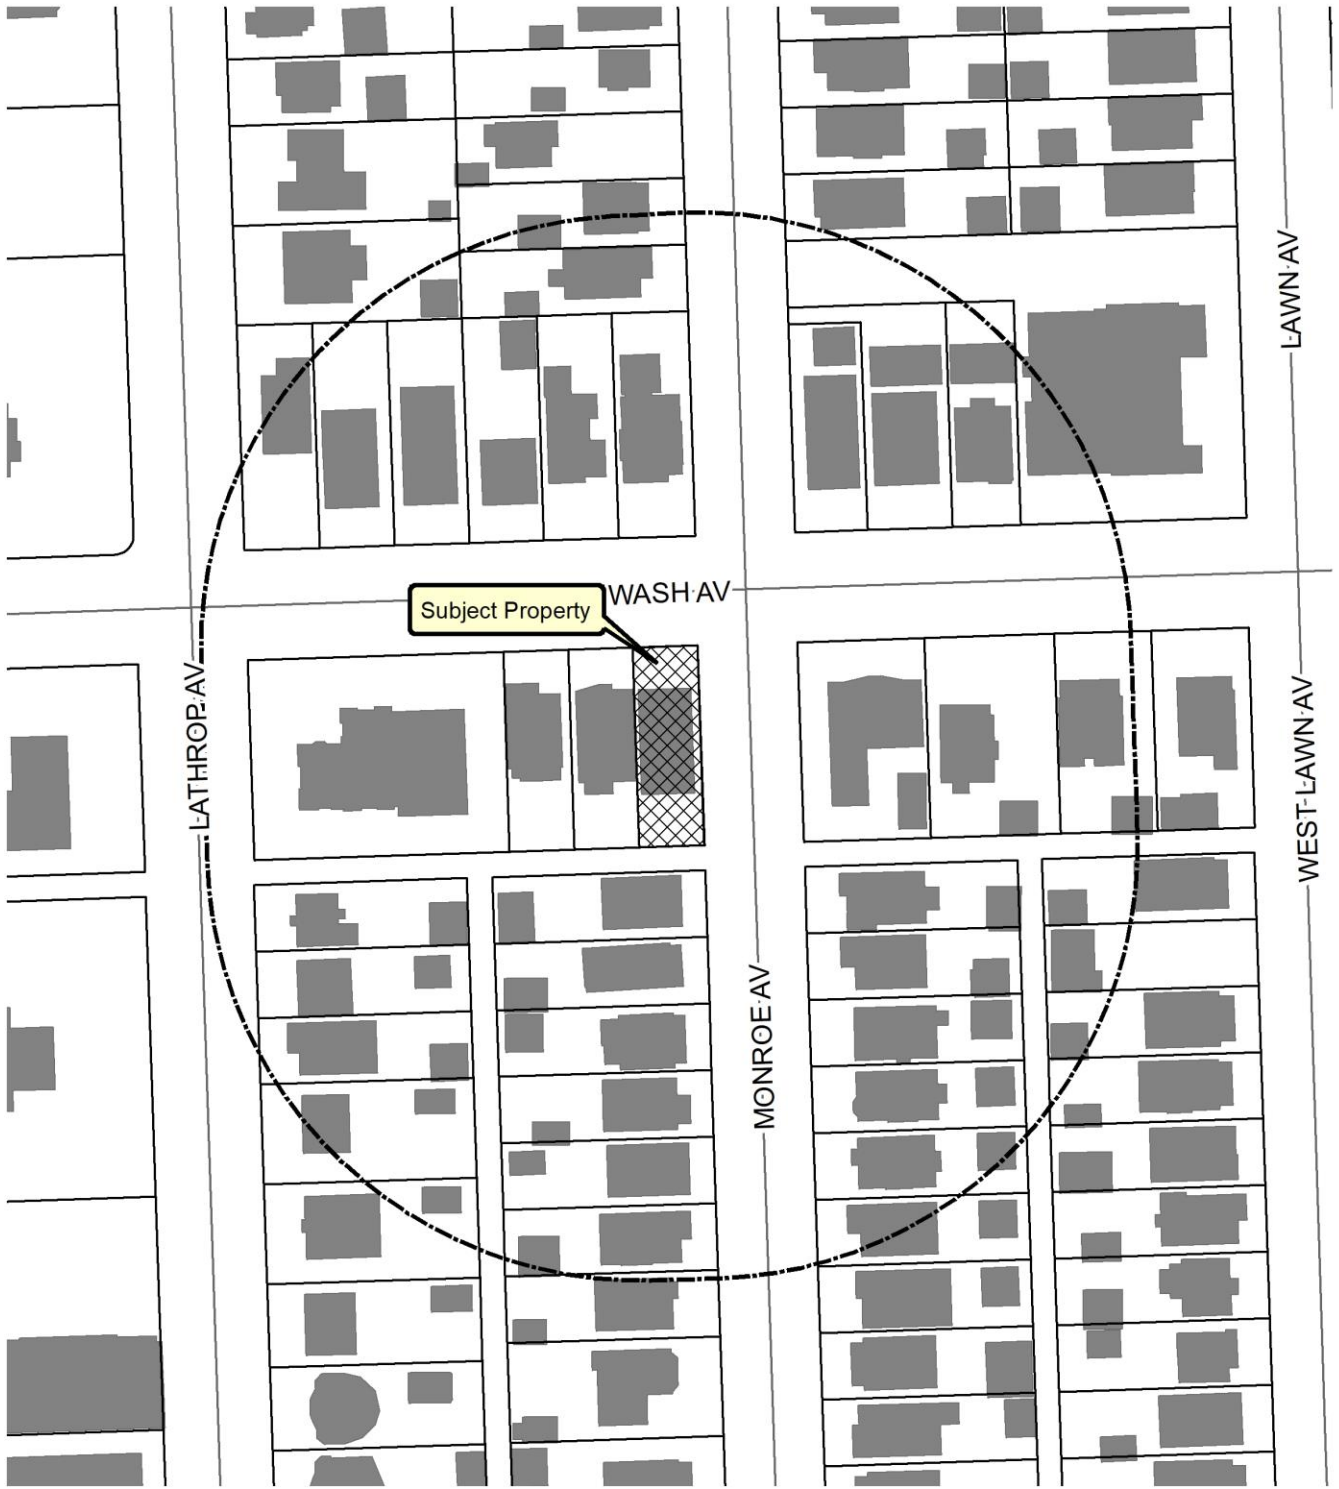 LAWN AV
WASH AV
Subject Property
LATHROP AV
WEST LAWN AV
MONROE AV